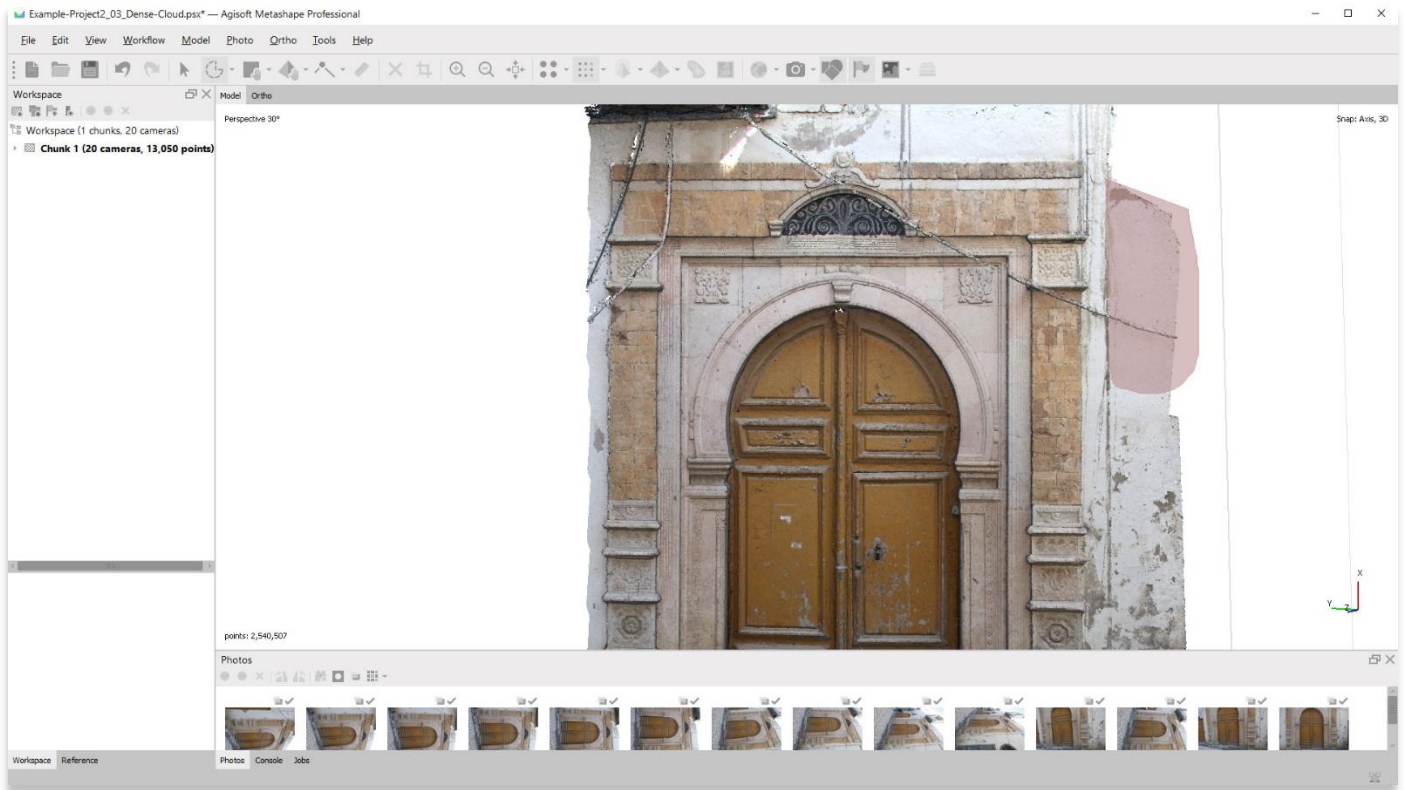 Example-Project2_03_Dense-Cloud.psx* — Agisoft Metashape Professional
File Edit View Workflow Model Photo Ortho Tools Help
Workspace
Model Ortho
Workspace (1 chunks, 20 cameras)
Chunk 1 (20 cameras, 13,050 points)
Perspective 30°
Snap: Axis, 3D
X
Y
Z
points: 2,540,507
Photos
Workspace Reference
Photos Console Jobs